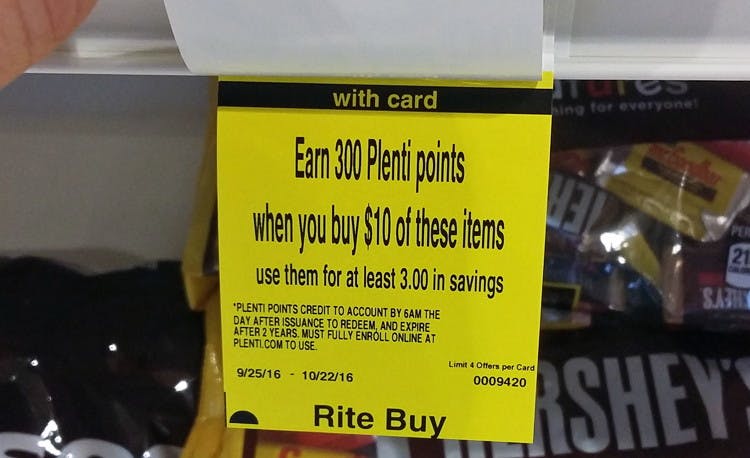 with card
Earn 300 Plenti points
when you buy $10 of these items
use them for at least 3.00 in savings
*PLENTI POINTS CREDIT TO ACCOUNT BY 6AM THE
DAY AFTER ISSUANCE TO REDEEM, AND EXPIRE
AFTER 2 YEARS. MUST FULLY ENROLL ONLINE AT
PLENTI.COM TO USE.
Limit 4 Offers per Card
9/25/16 - 10/22/16
0009420
Rite Buy
for everyone!
21
HERSHEY'S